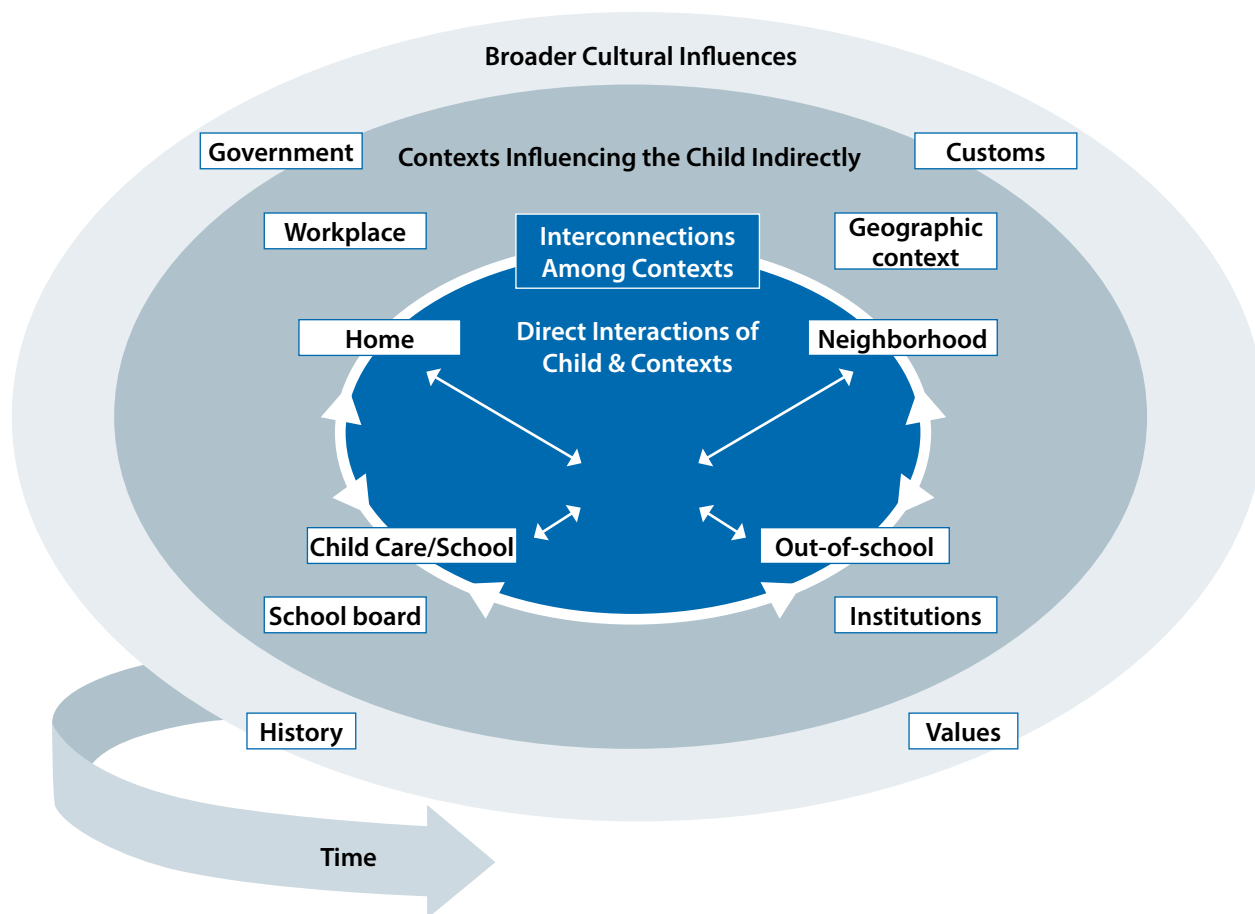 Broader Cultural Influences
Government
Contexts Influencing the Child Indirectly
Customs
Workplace
Interconnections
Among Contexts
Geographic
context
Home
Direct Interactions of
Child & Contexts
Neighborhood
Child Care/School
Out-of-school
School board
Institutions
History
Values
Time